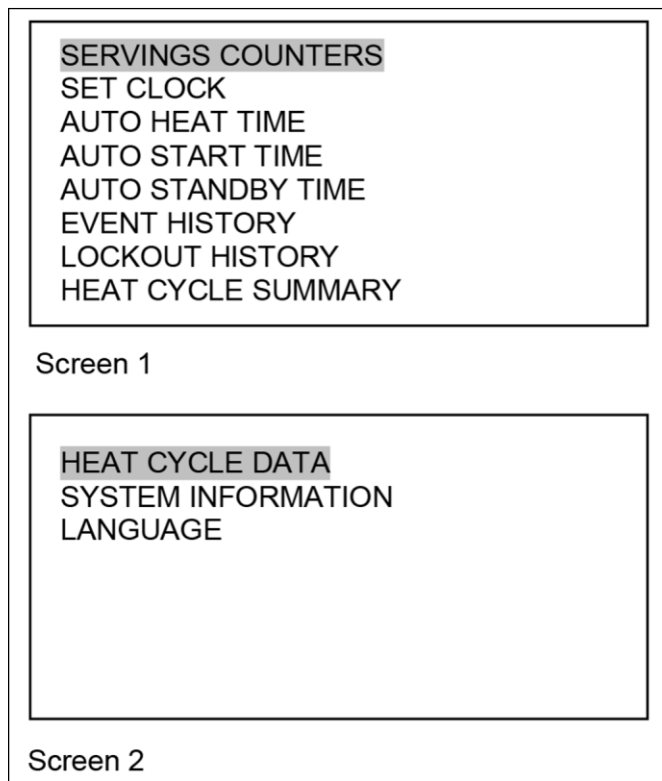 SERVINGS COUNTERS
SET CLOCK
AUTO HEAT TIME
AUTO START TIME
AUTO STANDBY TIME
EVENT HISTORY
LOCKOUT HISTORY
HEAT CYCLE SUMMARY
Screen 1
HEAT CYCLE DATA
SYSTEM INFORMATION
LANGUAGE
Screen 2